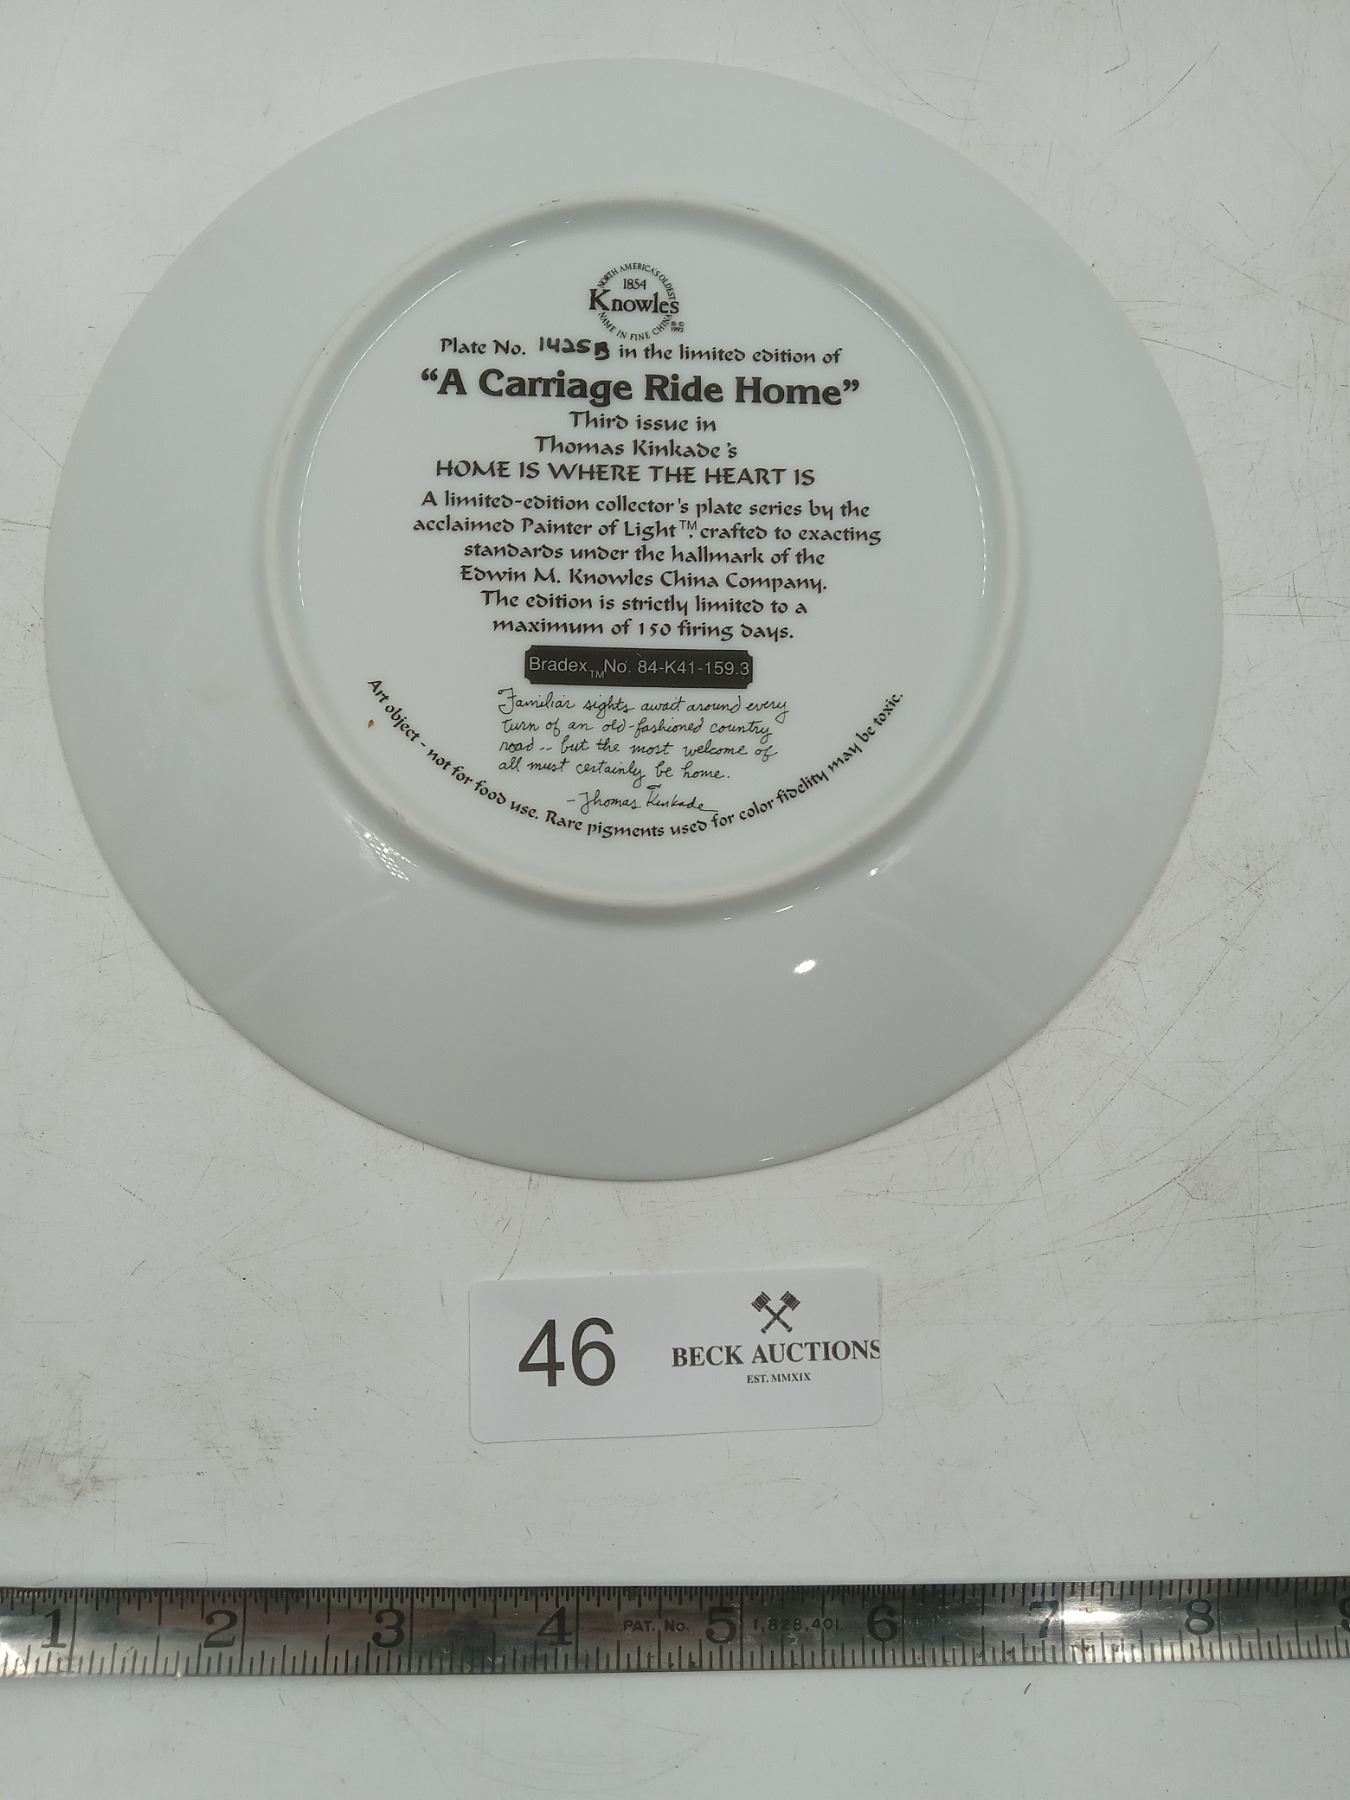 NORTH AMERICA'S OLDEST
1854
Knowles
NAME IN FINE CHINA
Plate No. 1425B in the limited edition of
“A Carriage Ride Home”
Third issue in
Thomas Kinkade's
HOME IS WHERE THE HEART IS
A limited-edition collector's plate series by the
acclaimed Painter of Light™, crafted to exacting
standards under the hallmark of the
Edwin M. Knowles China Company.
The edition is strictly limited to a
maximum of 150 firing days.
Bradex™ No. 84-K41-159.3
Familiar sights await around every
turn of an old-fashioned country
road -- but the most welcome of
all must certainly be home.
- Thomas Kinkade
Art object - not for food use. Rare pigments used for color fidelity may be toxic.
46
BECK AUCTIONS
EST. MMXIX
1 2 3 4 PAT. No. 5 1,828,401. 6 7 8 9